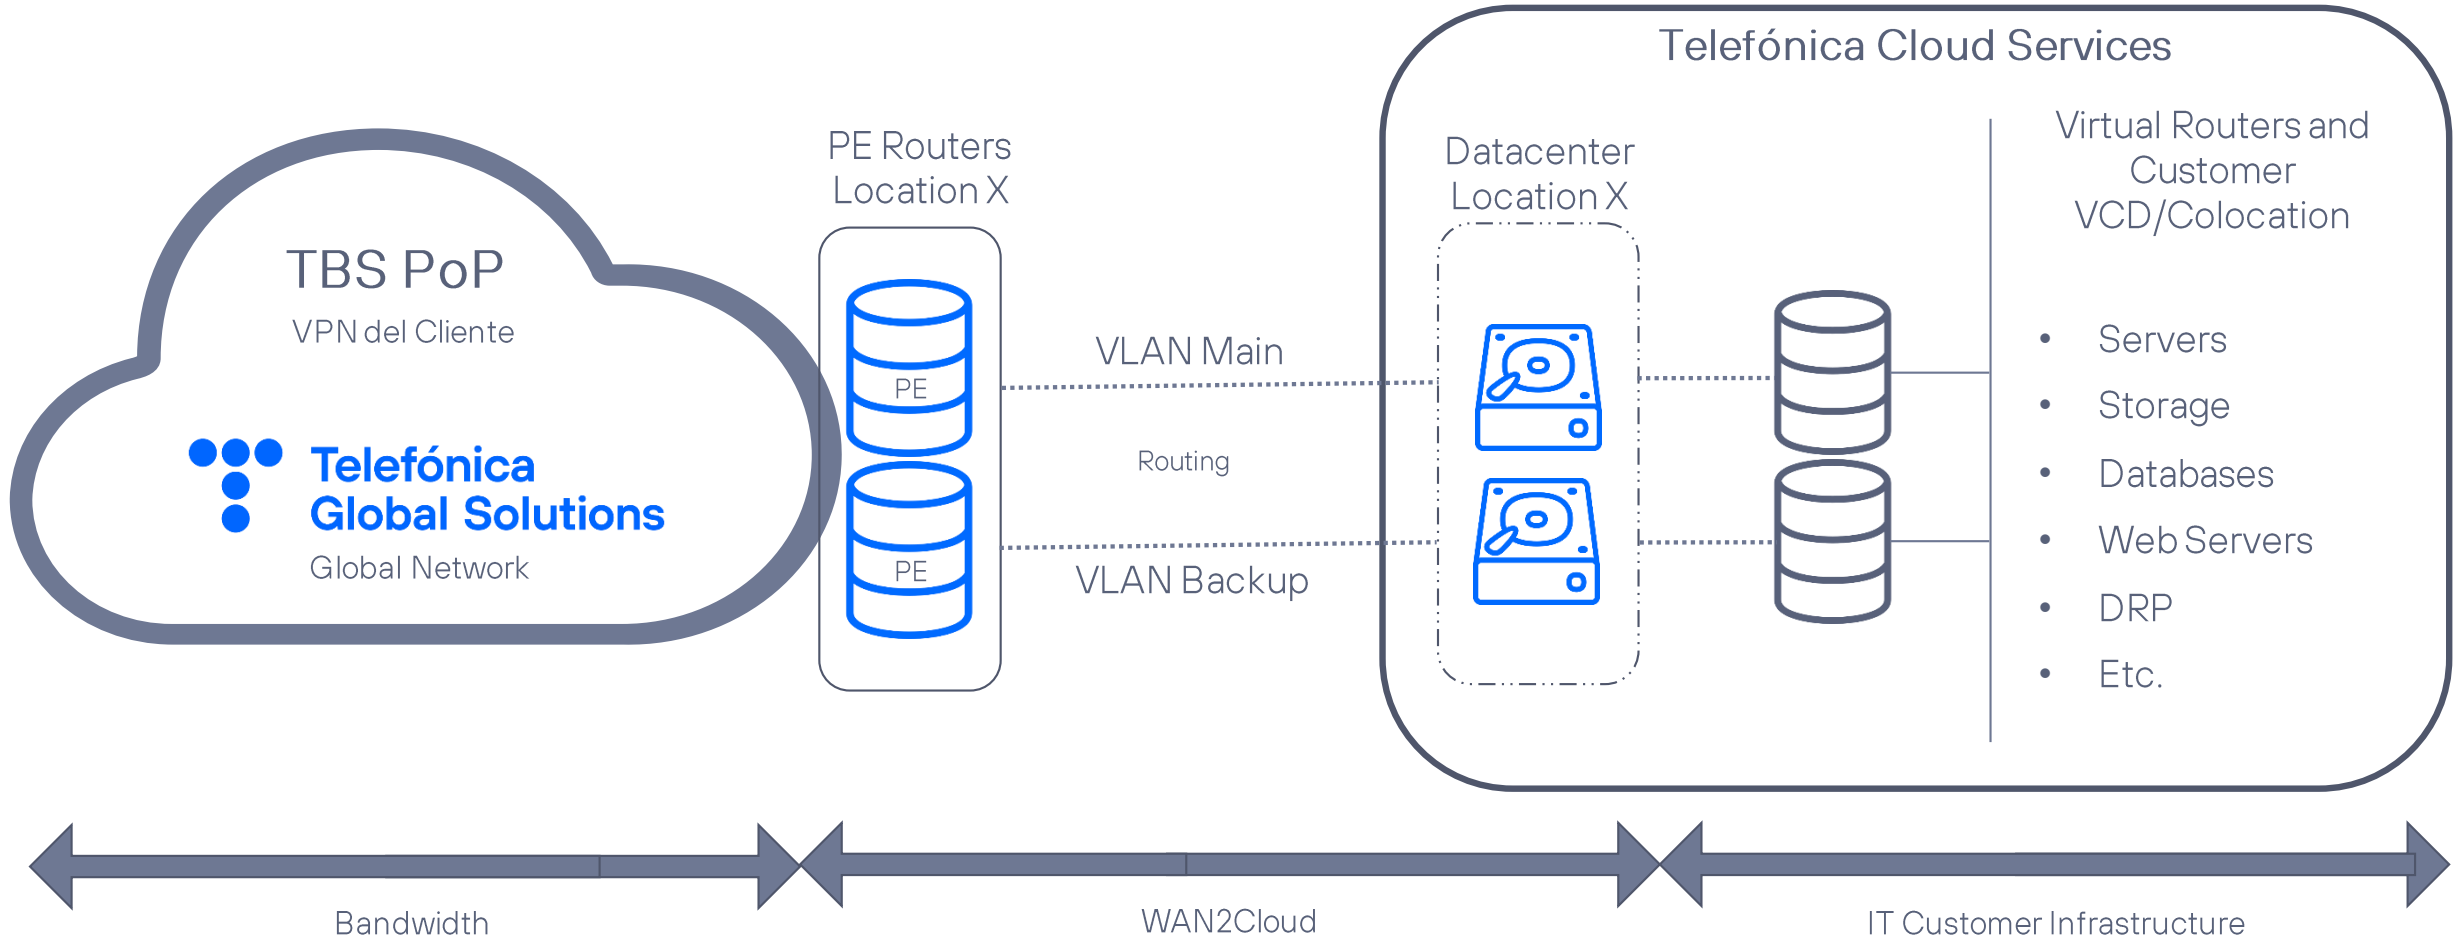 Telefónica Cloud Services
TBS PoP
VPN del Cliente
Telefónica
Global Solutions
Global Network
PE Routers
Location X
PE
PE
VLAN Main
Routing
VLAN Backup
Datacenter
Location X
Virtual Routers and
Customer
VCD/Colocation
• Servers
• Storage
• Databases
• Web Servers
• DRP
• Etc.
Bandwidth
WAN2Cloud
IT Customer Infrastructure